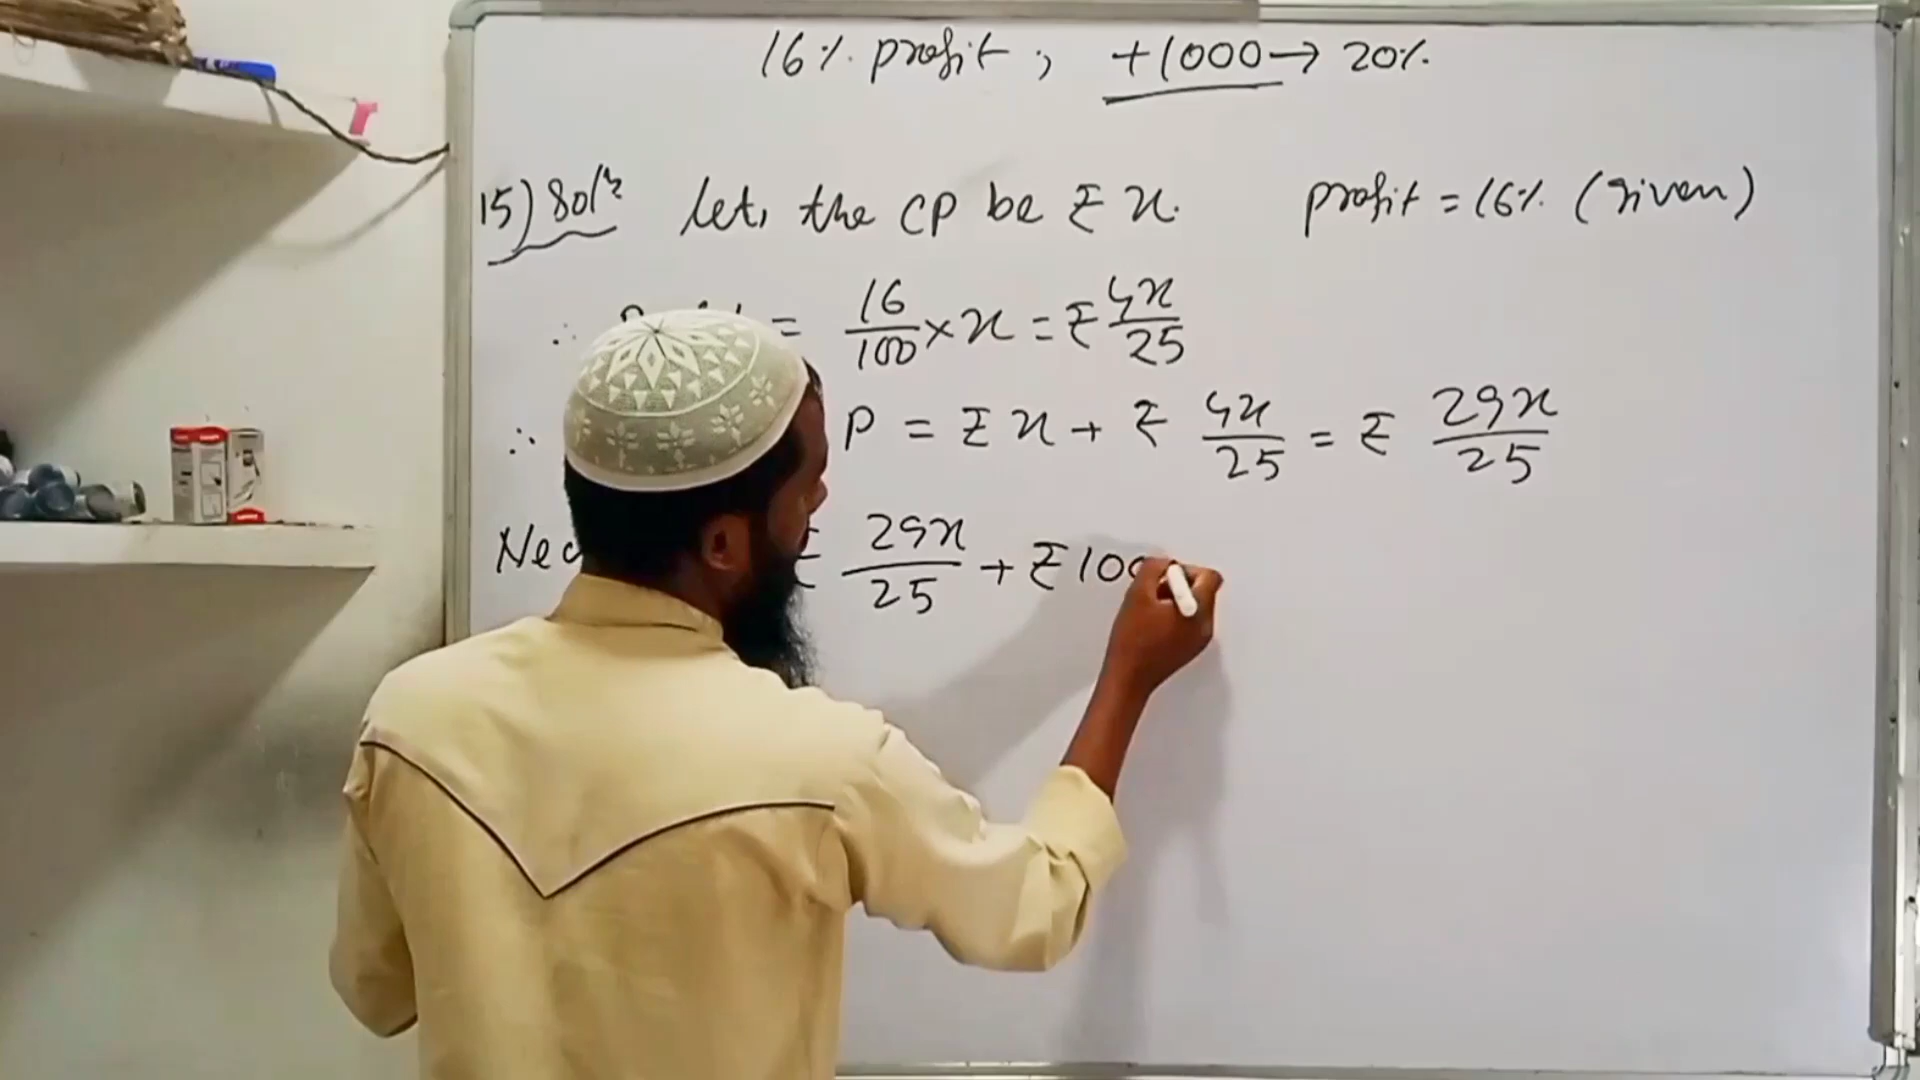 16% profit ; +1000 → 20%
15) Sol^n Let, the CP be ₹ x. profit = 16% (Given)
∴ = 16/100 × x = ₹ 4x/25
∴ P = ₹ x + ₹ 4x/25 = ₹ 29x/25
₹ 29x/25 + ₹ 100